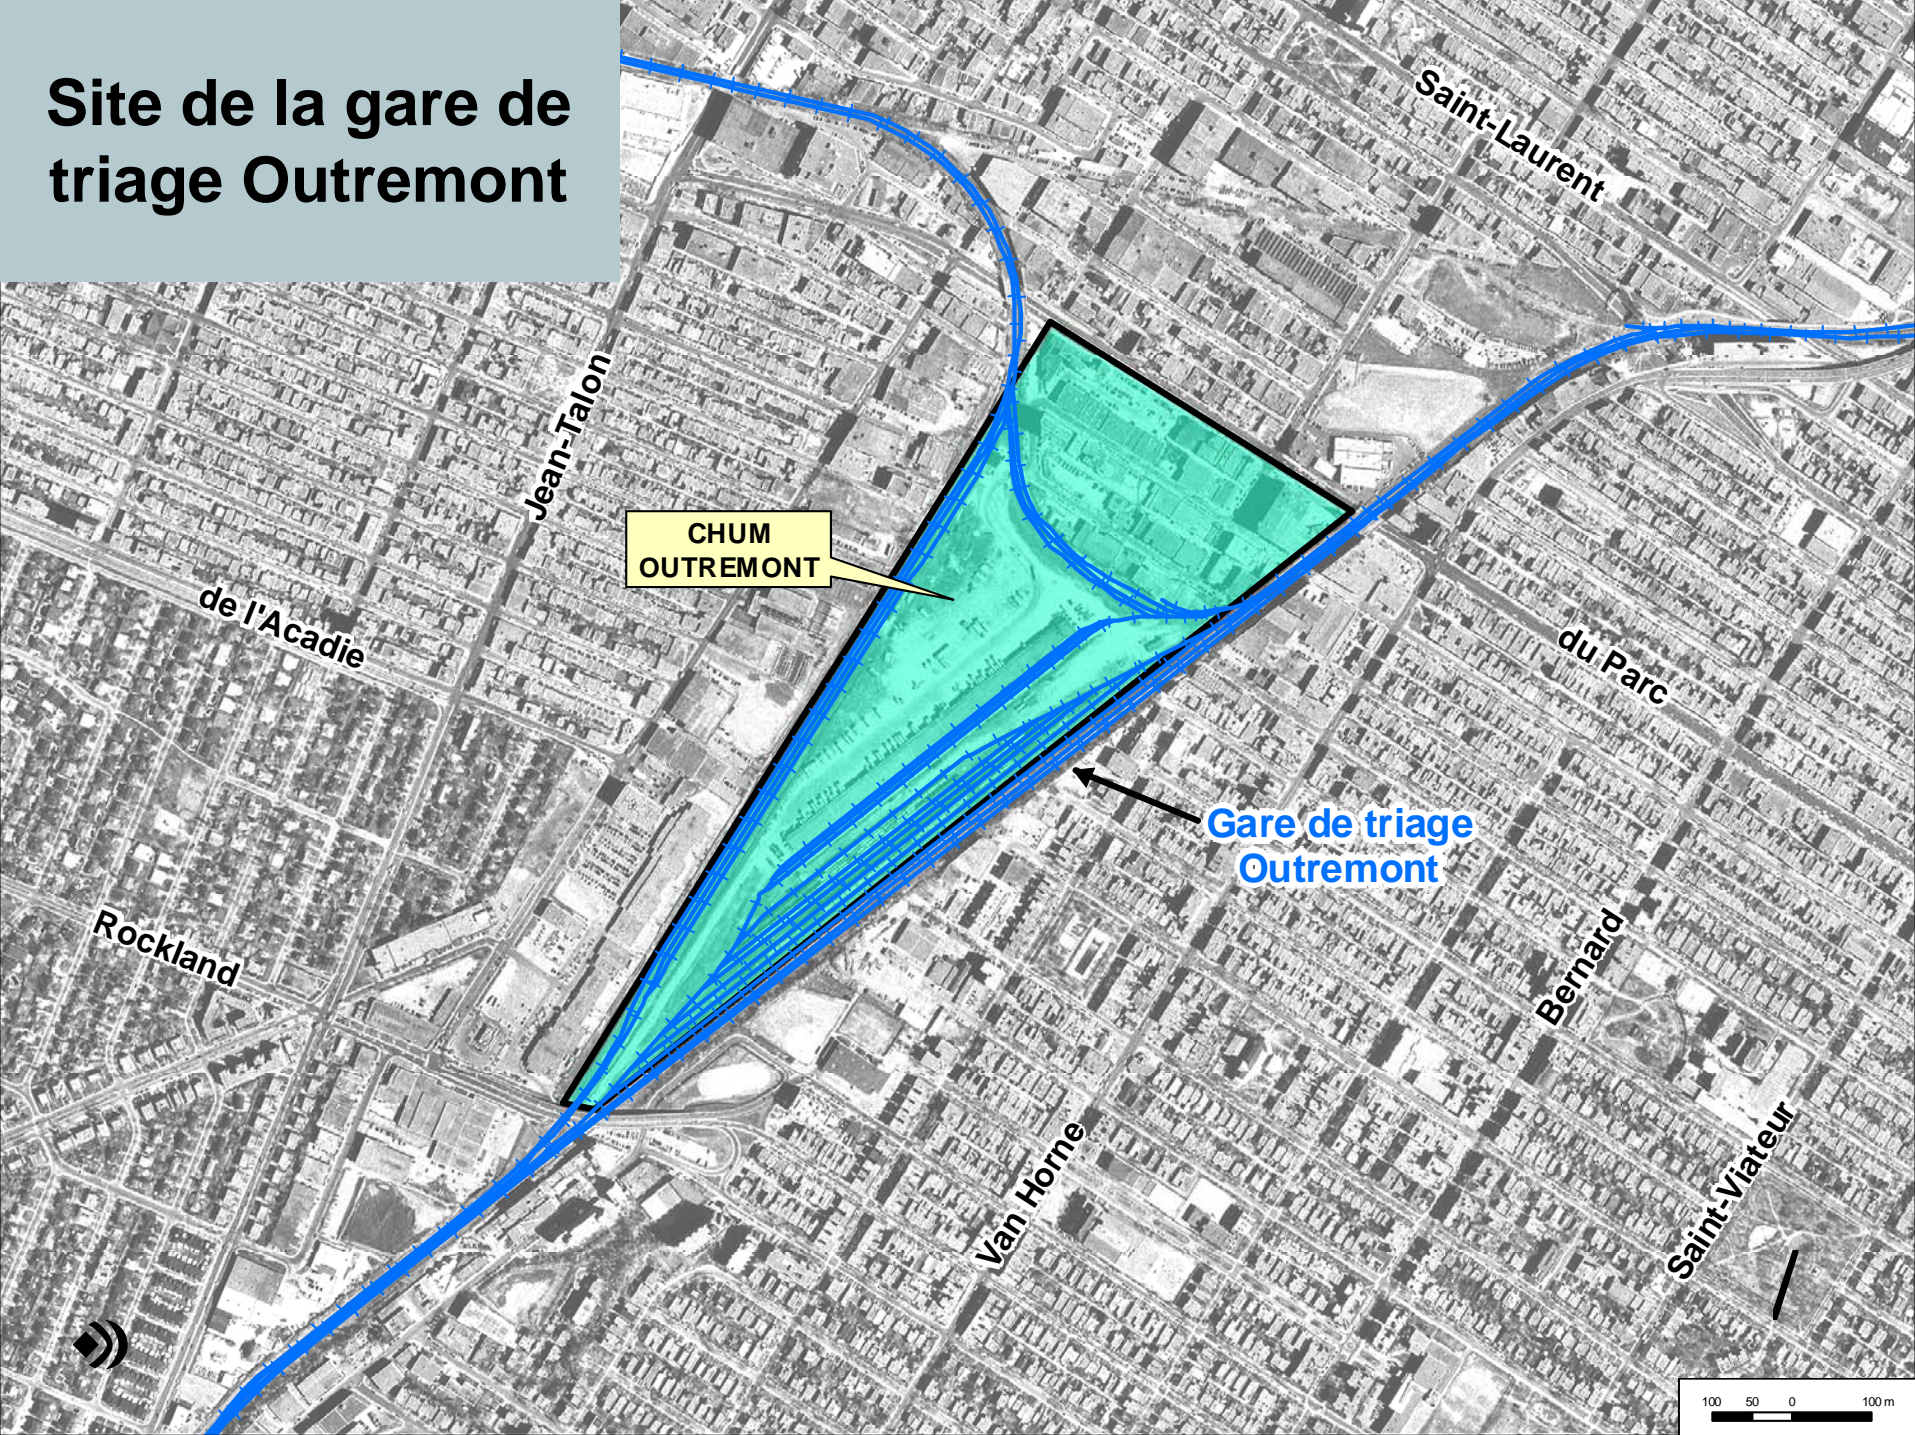 Site de la gare de
triage Outremont
Saint-Laurent
Jean-Talon
CHUM
OUTREMONT
de l'Acadie
du Parc
Gare de triage
Outremont
Rockland
Bernard
Van Horne
Saint-Viateur
100 50 0 100 m